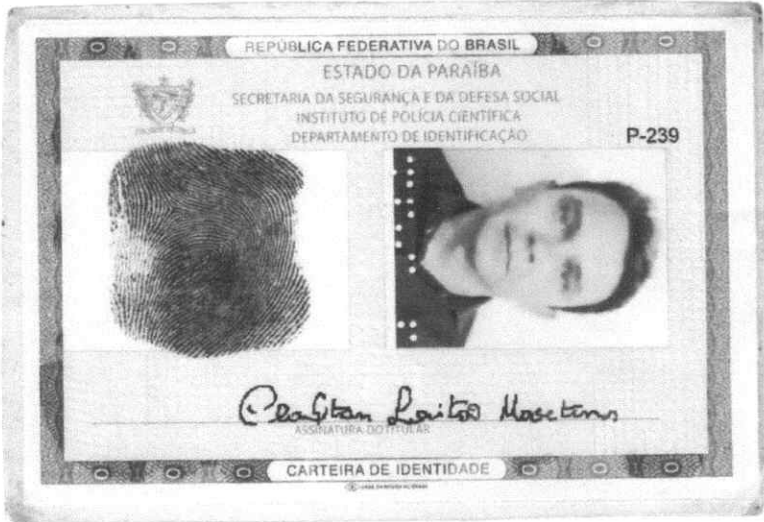 REPÚBLICA FEDERATIVA DO BRASIL
ESTADO DA PARAÍBA
SECRETARIA DA SEGURANÇA E DA DEFESA SOCIAL
INSTITUTO DE POLÍCIA CIENTÍFICA
DEPARTAMENTO DE IDENTIFICAÇÃO
P-239
ASSINATURA DO TITULAR
CARTEIRA DE IDENTIDADE